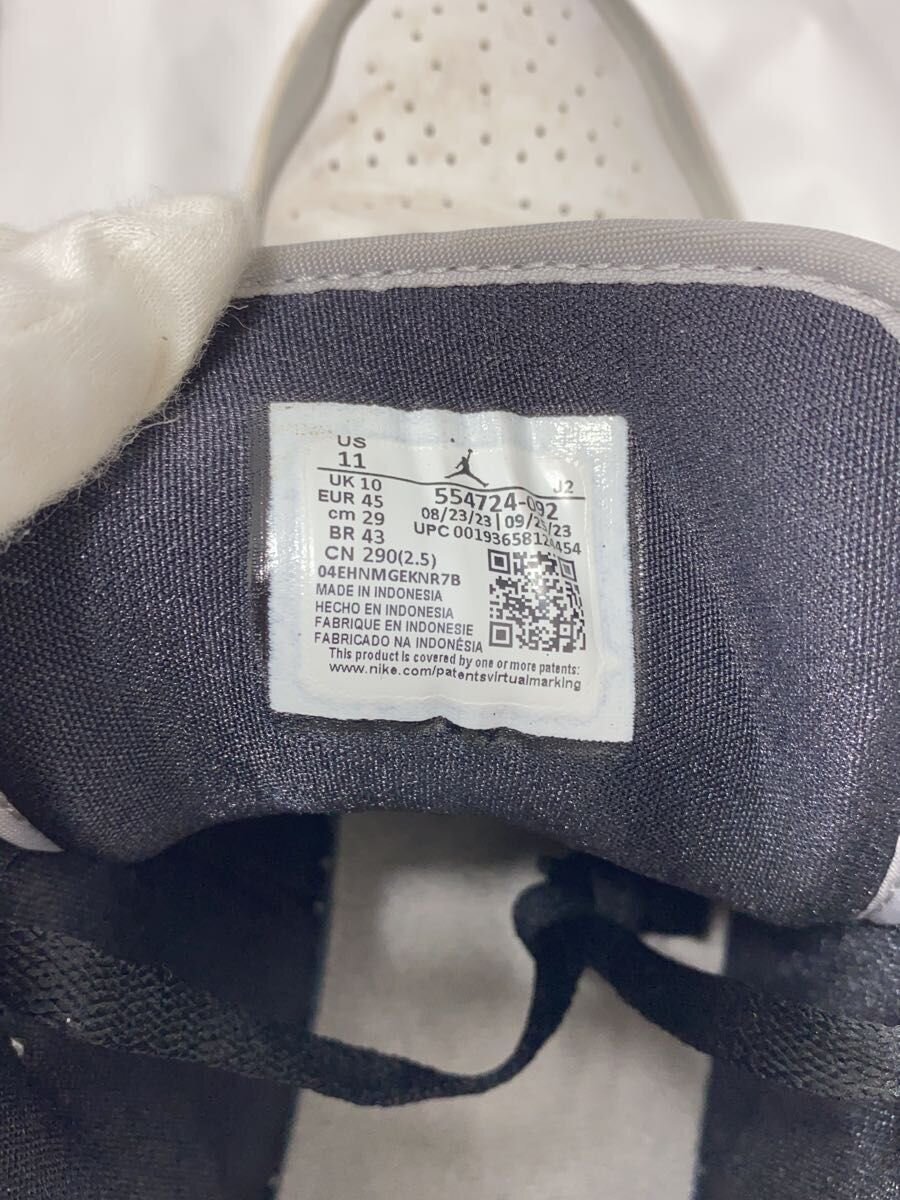 US
11
UK 10
EUR 45
cm 29
BR 43
CN 290(2.5)
J2
554724-092
08/23/23 | 09/25/23
UPC 00193658124454
04EHNMGEKNR7B
MADE IN INDONESIA
HECHO EN INDONESIA
FABRIQUE EN INDONESIE
FABRICADO NA INDONÉSIA
This product is covered by one or more patents:
www.nike.com/patentsvirtualmarking